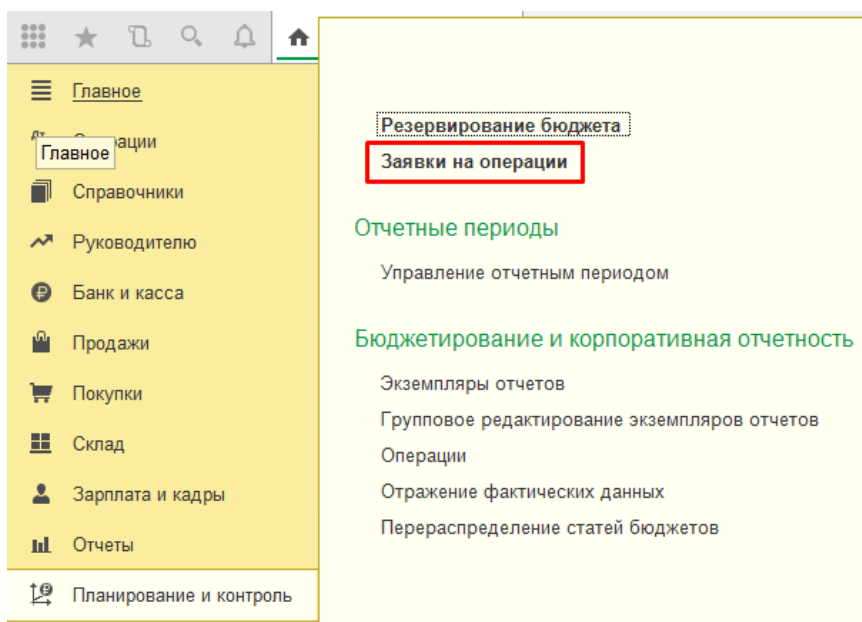 Главное
ации
Главное
Справочники
Руководителю
Банк и касса
Продажи
Покупки
Склад
Зарплата и кадры
Отчеты
Планирование и контроль
Резервирование бюджета
Заявки на операции
Отчетные периоды
Управление отчетным периодом
Бюджетирование и корпоративная отчетность
Экземпляры отчетов
Групповое редактирование экземпляров отчетов
Операции
Отражение фактических данных
Перераспределение статей бюджетов